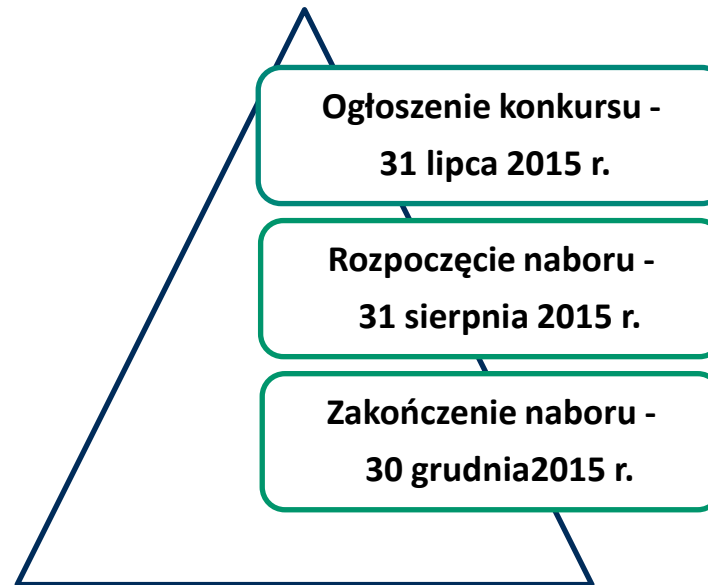 Ogłoszenie konkursu -
31 lipca 2015 r.
Rozpoczęcie naboru -
31 sierpnia 2015 r.
Zakończenie naboru -
30 grudnia2015 r.